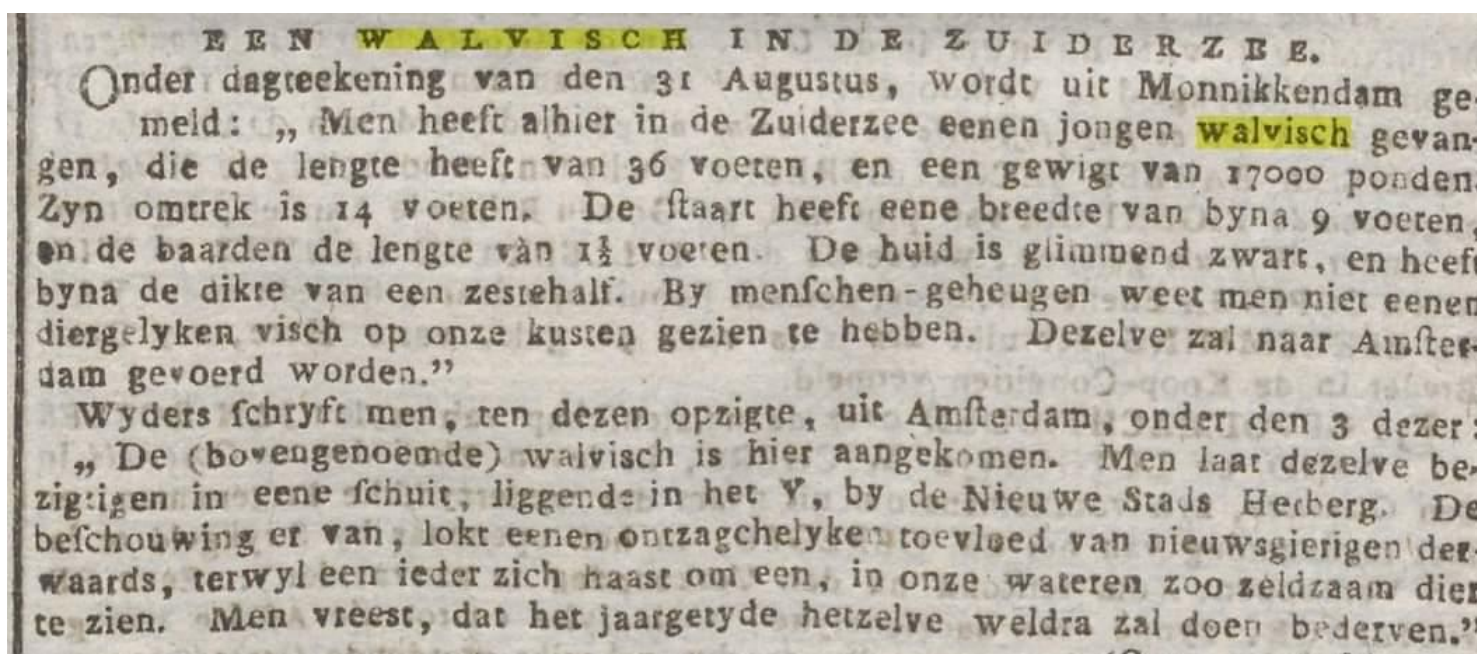 EEN WALVISCH IN DE ZUIDERZEE.
Onder dagteekening van den 31 Augustus, wordt uit Monnikkendam ge-
meld: „Men heeft alhier in de Zuiderzee eenen jongen walvisch gevan-
gen, die de lengte heeft van 36 voeten, en een gewigt van 17000 ponden.
Zyn omtrek is 14 voeten. De ſtaart heeft eene breedte van byna 9 voeten,
en de baarden de lengte van 1½ voeten. De huid is glimmend zwart, en heeft
byna de dikte van een zestehalf. By menſchen-geheugen weet men niet eenen
diergelyken visch op onze kusten gezien te hebben. Dezelve zal naar Amſter-
dam gevoerd worden.”
Wyders ſchryft men, ten dezen opzigte, uit Amſterdam, onder den 3 dezer:
„De (bovengenoemde) walvisch is hier aangekomen. Men laat dezelve be-
zigtigen in eene ſchuit, liggende in het Y, by de Nieuwe Stads Herberg. De
beſchouwing er van, lokt eenen ontzagchelyken toevloed van nieuwsgierigen der-
waards, terwyl een ieder zich haast om een, in onze wateren zoo zeldzaam dier
te zien. Men vreest, dat het jaargetyde hetzelve weldra zal doen bederven.”